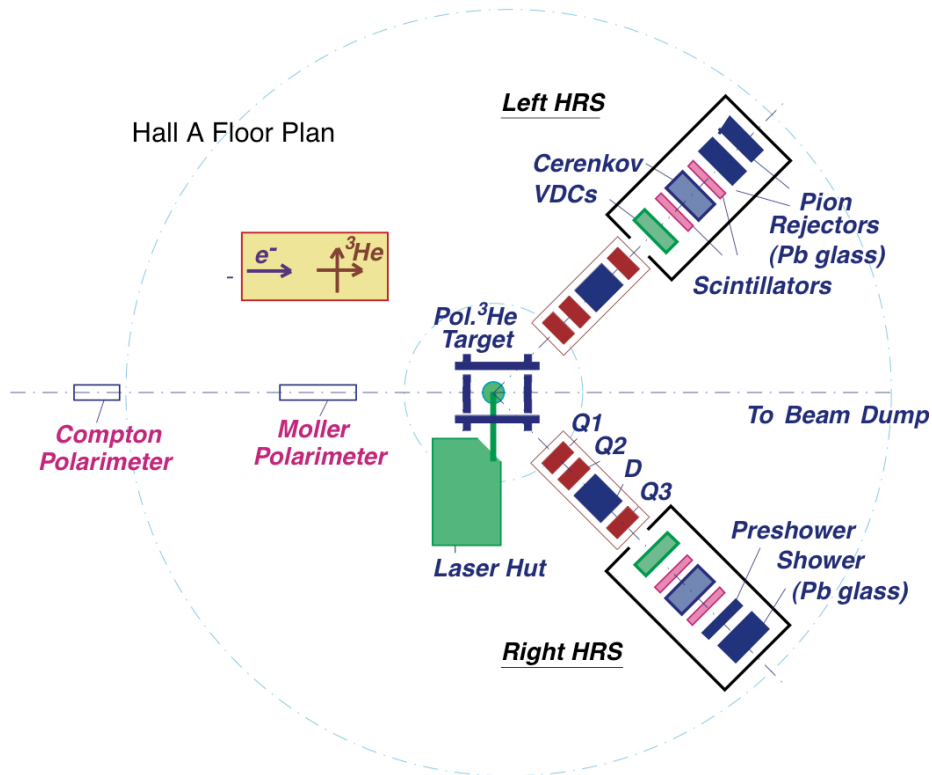 Left HRS
Hall A Floor Plan
Cerenkov
VDCs
Pion
Rejectors
(Pb glass)
Scintillators
e-
³He
Pol.³He
Target
To Beam Dump
Compton
Polarimeter
Moller
Polarimeter
Q1
Q2
D
Q3
Laser Hut
Preshower
Shower
(Pb glass)
Right HRS